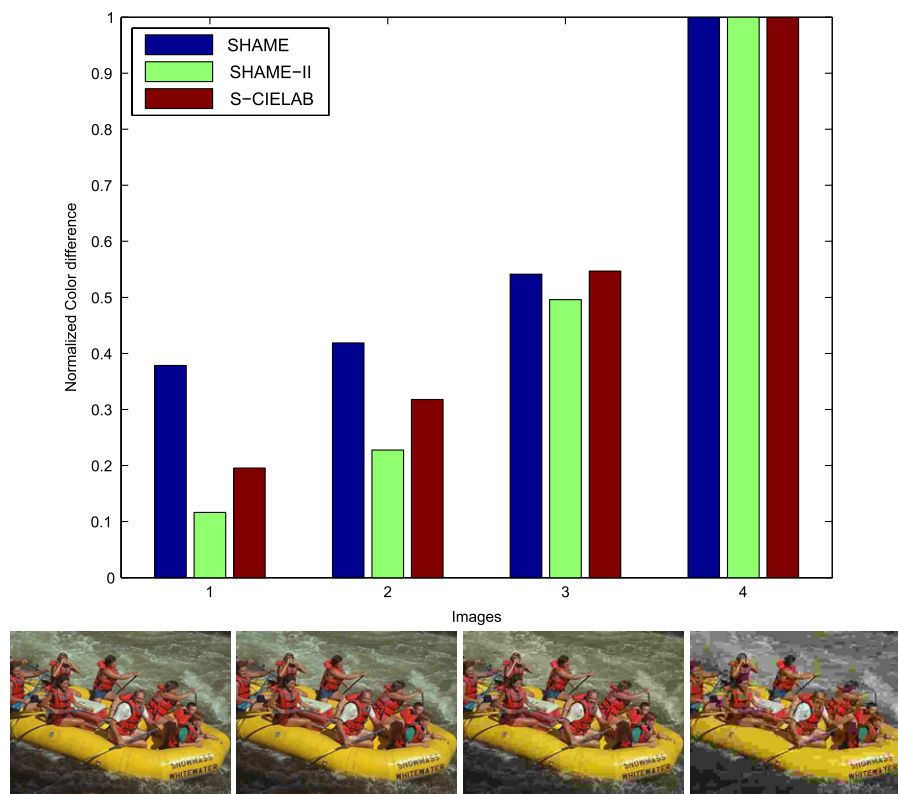 SHAME
SHAME−II
S−CIELAB
1
0.9
0.8
0.7
0.6
0.5
0.4
0.3
0.2
0.1
0
Normalized Color difference
1 2 3 4
Images
SNOWMASS
WHITEWATER
SNOWMASS
WHITEWATER
SNOWMASS
WHITEWATER
SNOWMASS
WHITEWATER